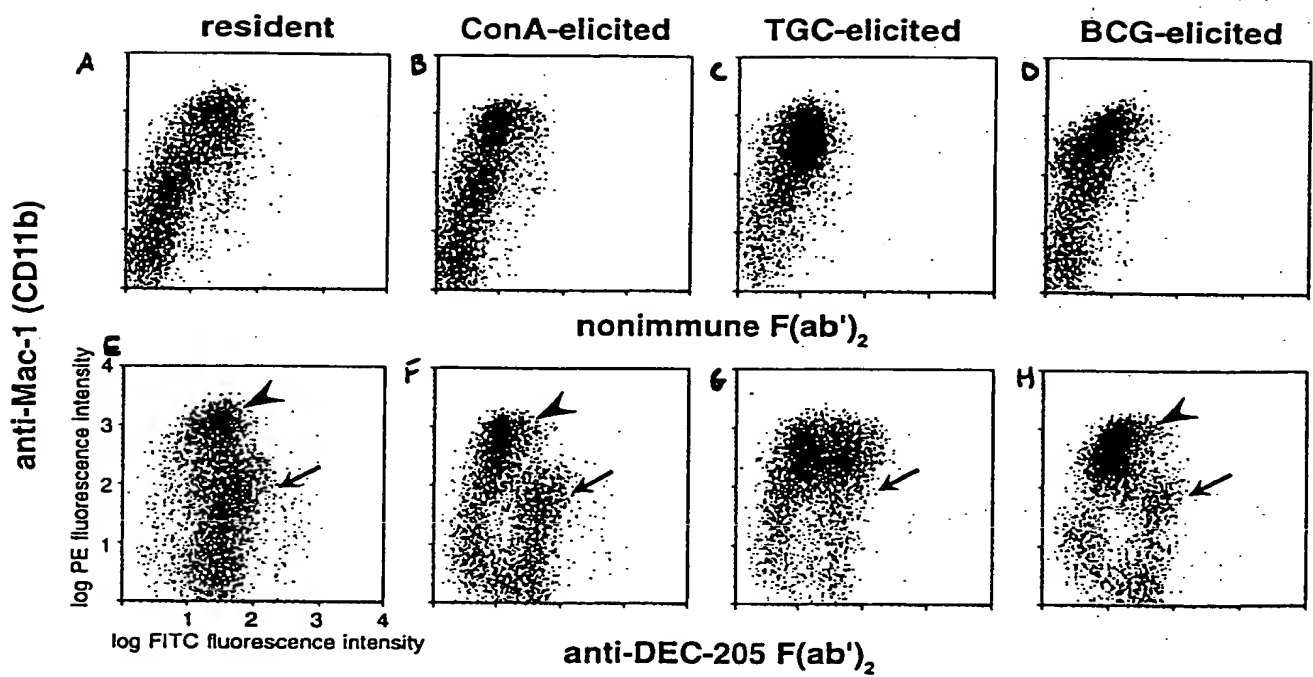 resident ConA-elicited TGC-elicited BCG-elicited
A B C D
anti-Mac-1 (CD11b)
nonimmune F(ab')₂
E F G H
log PE fluorescence intensity
4
3
2
1
1 2 3 4
log FITC fluorescence intensity
anti-DEC-205 F(ab')₂